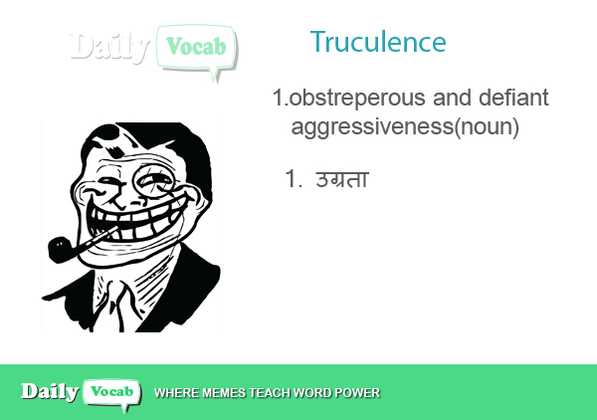 Daily Vocab
Truculence
1.obstreperous and defiant
aggressiveness(noun)
1. उग्रता
Daily Vocab WHERE MEMES TEACH WORD POWER